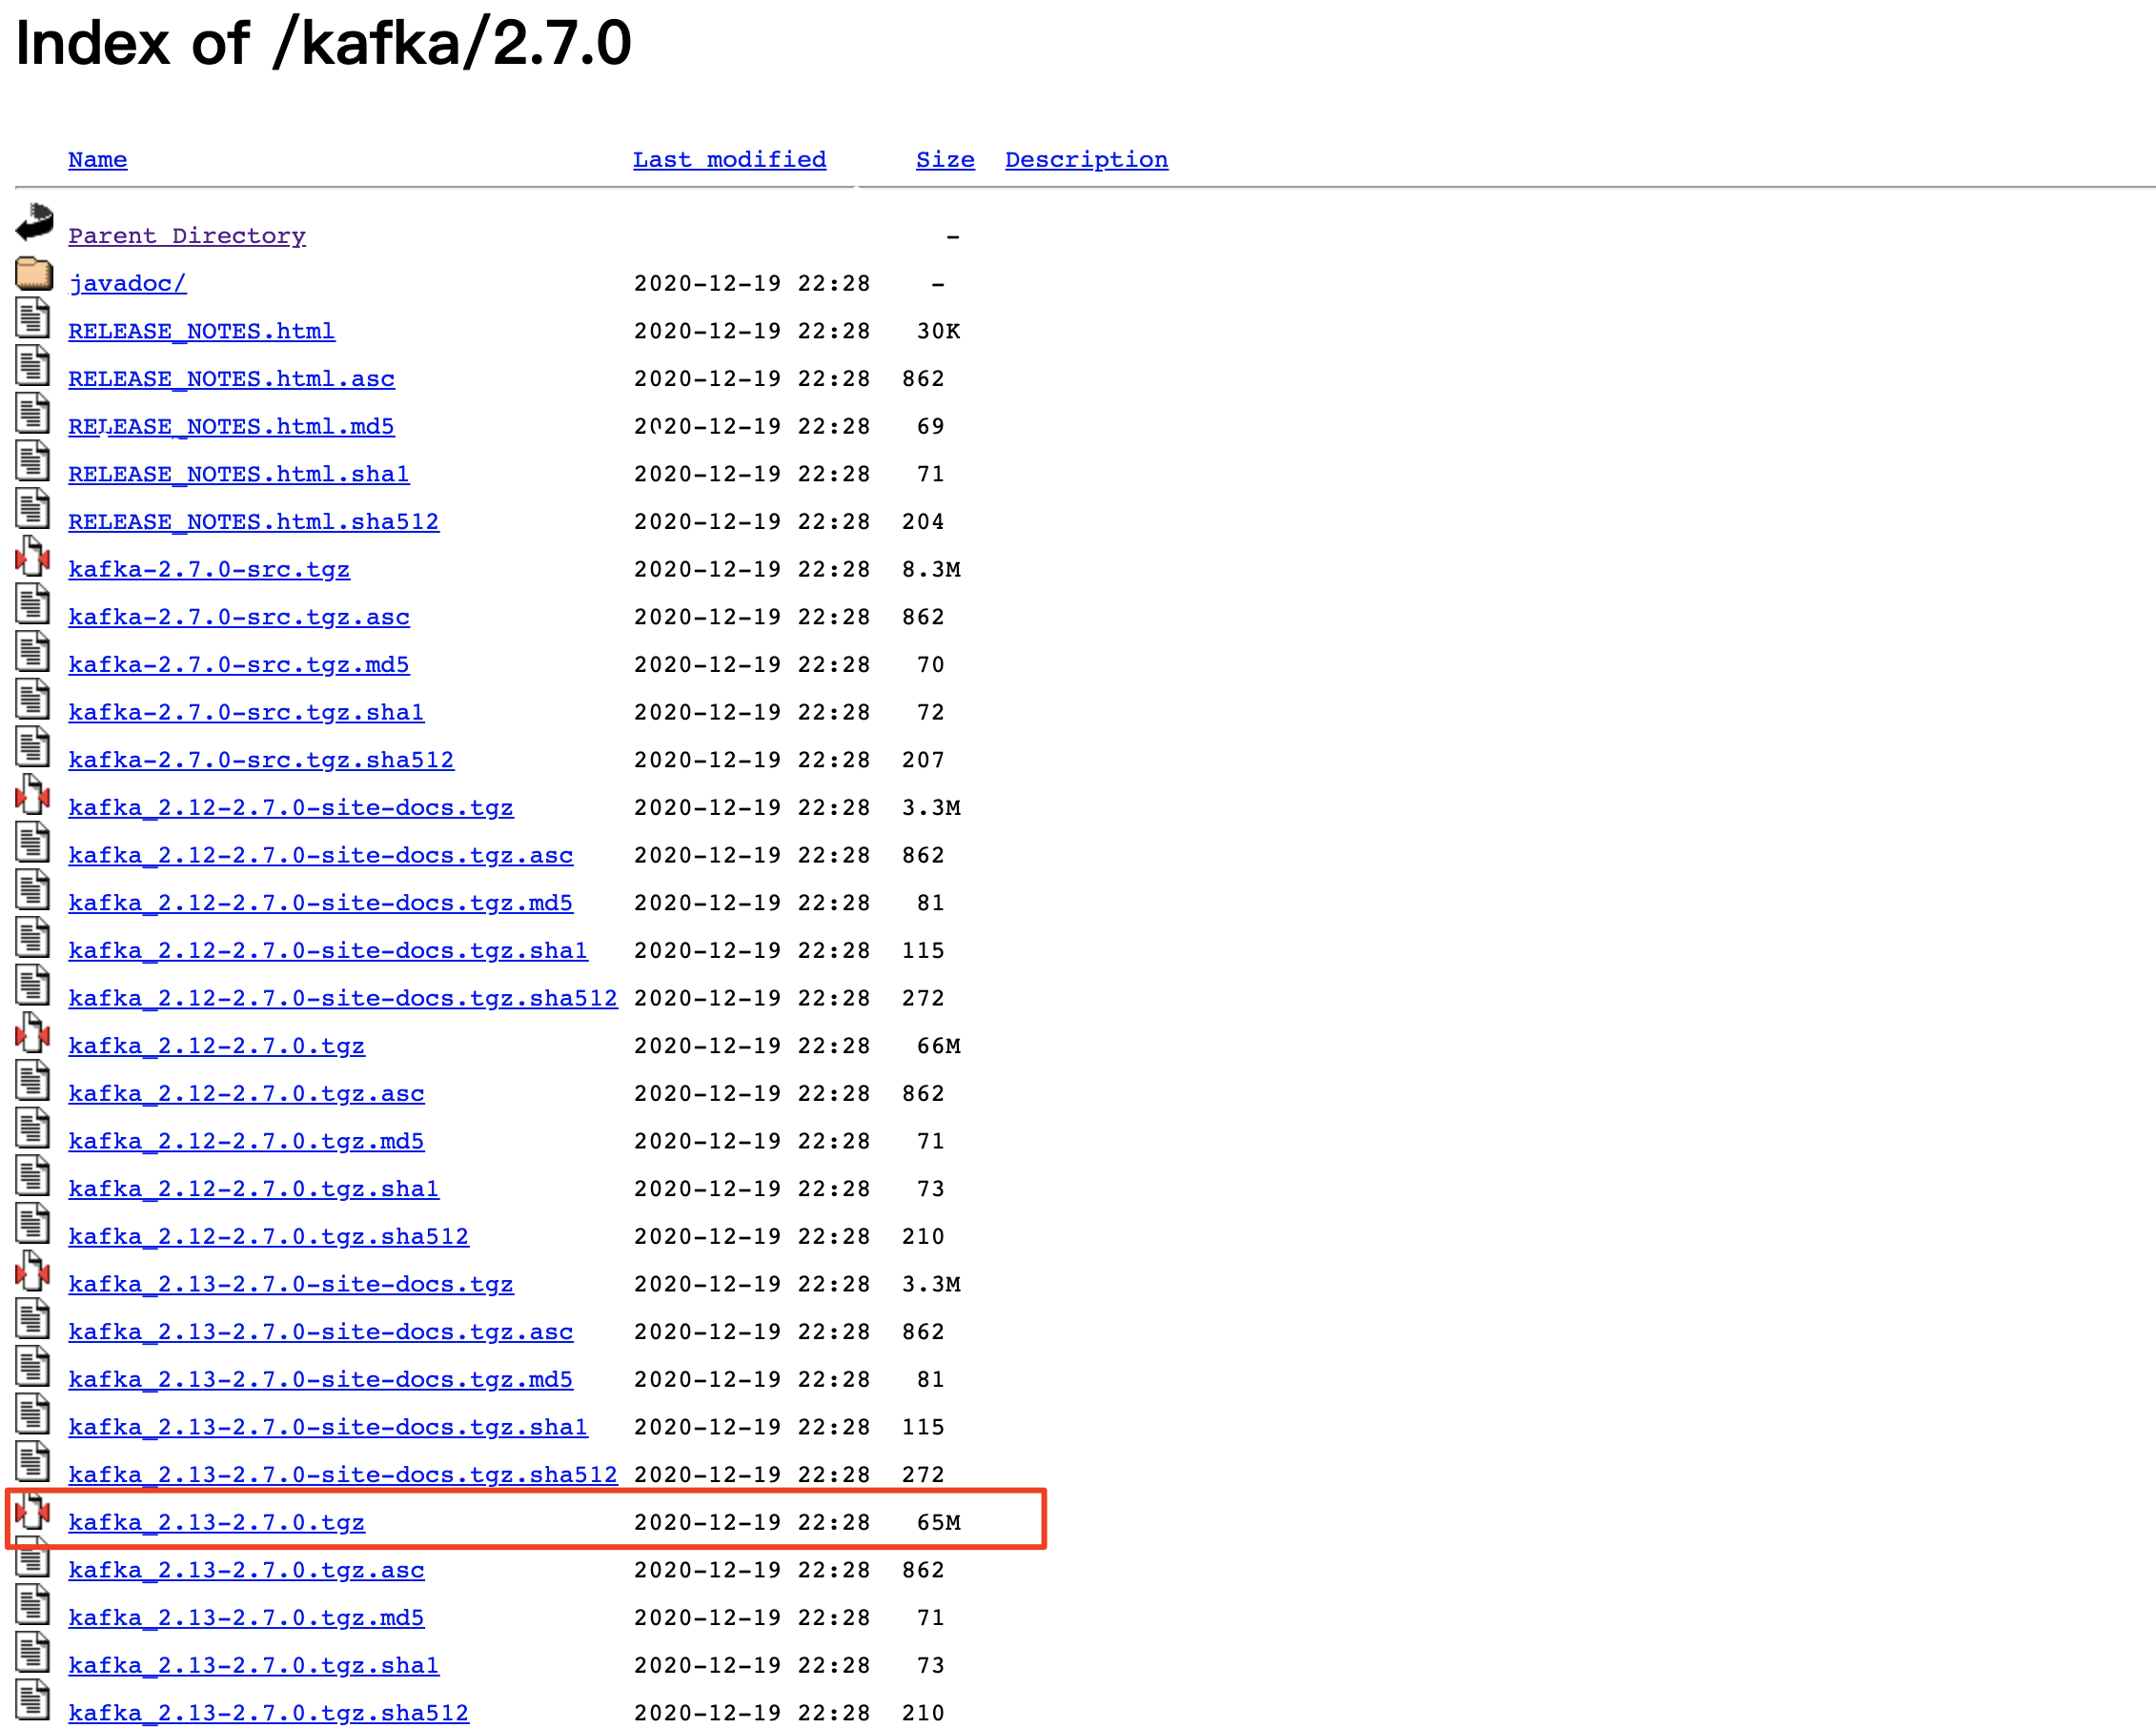 Index of /kafka/2.7.0
Name Last modified Size Description
Parent Directory -
javadoc/ 2020-12-19 22:28 -
RELEASE_NOTES.html 2020-12-19 22:28 30K
RELEASE_NOTES.html.asc 2020-12-19 22:28 862
RELEASE_NOTES.html.md5 2020-12-19 22:28 69
RELEASE_NOTES.html.sha1 2020-12-19 22:28 71
RELEASE_NOTES.html.sha512 2020-12-19 22:28 204
kafka-2.7.0-src.tgz 2020-12-19 22:28 8.3M
kafka-2.7.0-src.tgz.asc 2020-12-19 22:28 862
kafka-2.7.0-src.tgz.md5 2020-12-19 22:28 70
kafka-2.7.0-src.tgz.sha1 2020-12-19 22:28 72
kafka-2.7.0-src.tgz.sha512 2020-12-19 22:28 207
kafka_2.12-2.7.0-site-docs.tgz 2020-12-19 22:28 3.3M
kafka_2.12-2.7.0-site-docs.tgz.asc 2020-12-19 22:28 862
kafka_2.12-2.7.0-site-docs.tgz.md5 2020-12-19 22:28 81
kafka_2.12-2.7.0-site-docs.tgz.sha1 2020-12-19 22:28 115
kafka_2.12-2.7.0-site-docs.tgz.sha512 2020-12-19 22:28 272
kafka_2.12-2.7.0.tgz 2020-12-19 22:28 66M
kafka_2.12-2.7.0.tgz.asc 2020-12-19 22:28 862
kafka_2.12-2.7.0.tgz.md5 2020-12-19 22:28 71
kafka_2.12-2.7.0.tgz.sha1 2020-12-19 22:28 73
kafka_2.12-2.7.0.tgz.sha512 2020-12-19 22:28 210
kafka_2.13-2.7.0-site-docs.tgz 2020-12-19 22:28 3.3M
kafka_2.13-2.7.0-site-docs.tgz.asc 2020-12-19 22:28 862
kafka_2.13-2.7.0-site-docs.tgz.md5 2020-12-19 22:28 81
kafka_2.13-2.7.0-site-docs.tgz.sha1 2020-12-19 22:28 115
kafka_2.13-2.7.0-site-docs.tgz.sha512 2020-12-19 22:28 272
kafka_2.13-2.7.0.tgz 2020-12-19 22:28 65M
kafka_2.13-2.7.0.tgz.asc 2020-12-19 22:28 862
kafka_2.13-2.7.0.tgz.md5 2020-12-19 22:28 71
kafka_2.13-2.7.0.tgz.sha1 2020-12-19 22:28 73
kafka_2.13-2.7.0.tgz.sha512 2020-12-19 22:28 210